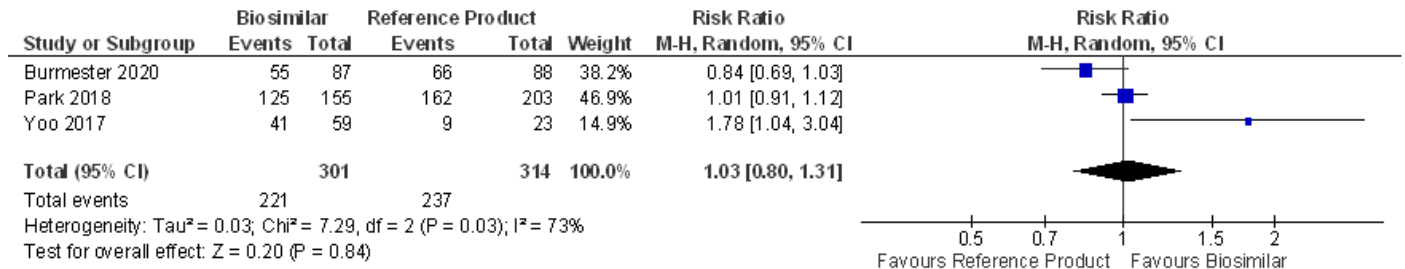 Biosimilar Reference Product Risk Ratio Risk Ratio
Study or Subgroup Events Total Events Total Weight M-H, Random, 95% CI M-H, Random, 95% CI
Burmester 2020 55 87 66 88 38.2% 0.84 [0.69, 1.03]
Park 2018 125 155 162 203 46.9% 1.01 [0.91, 1.12]
Yoo 2017 41 59 9 23 14.9% 1.78 [1.04, 3.04]
Total (95% CI) 301 314 100.0% 1.03 [0.80, 1.31]
Total events 221 237
Heterogeneity: Tau² = 0.03; Chi² = 7.29, df = 2 (P = 0.03); I² = 73%
Test for overall effect: Z = 0.20 (P = 0.84)
0.5 0.7 1 1.5 2
Favours Reference Product Favours Biosimilar